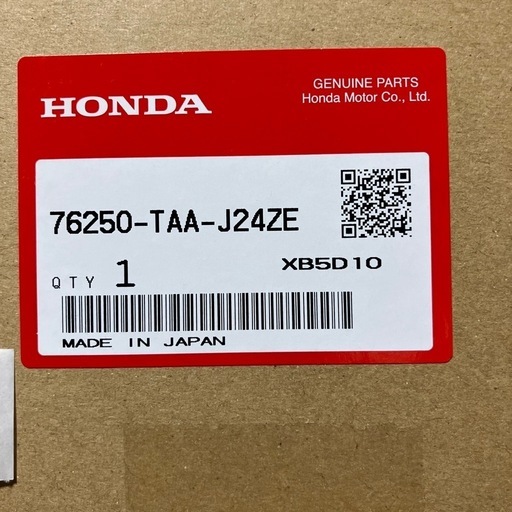 HONDA
GENUINE PARTS
Honda Motor Co., Ltd.
76250-TAA-J24ZE
QTY 1
XB5D10
MADE IN JAPAN